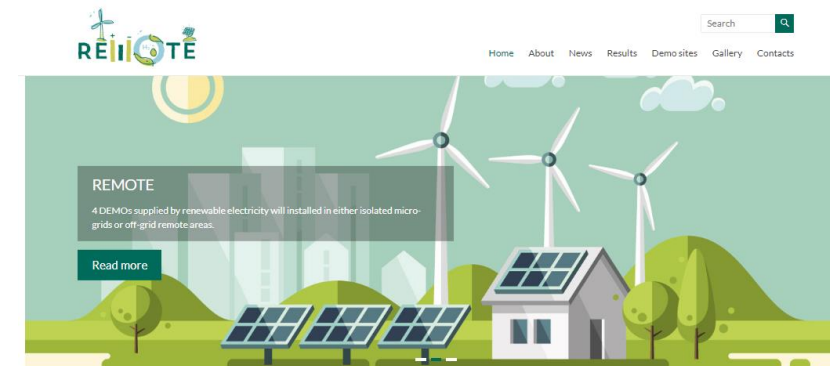 REMOTE
Search
Home About News Results Demo sites Gallery Contacts
REMOTE
4 DEMOs supplied by renewable electricity will installed in either isolated micro-
grids or off-grid remote areas.
Read more